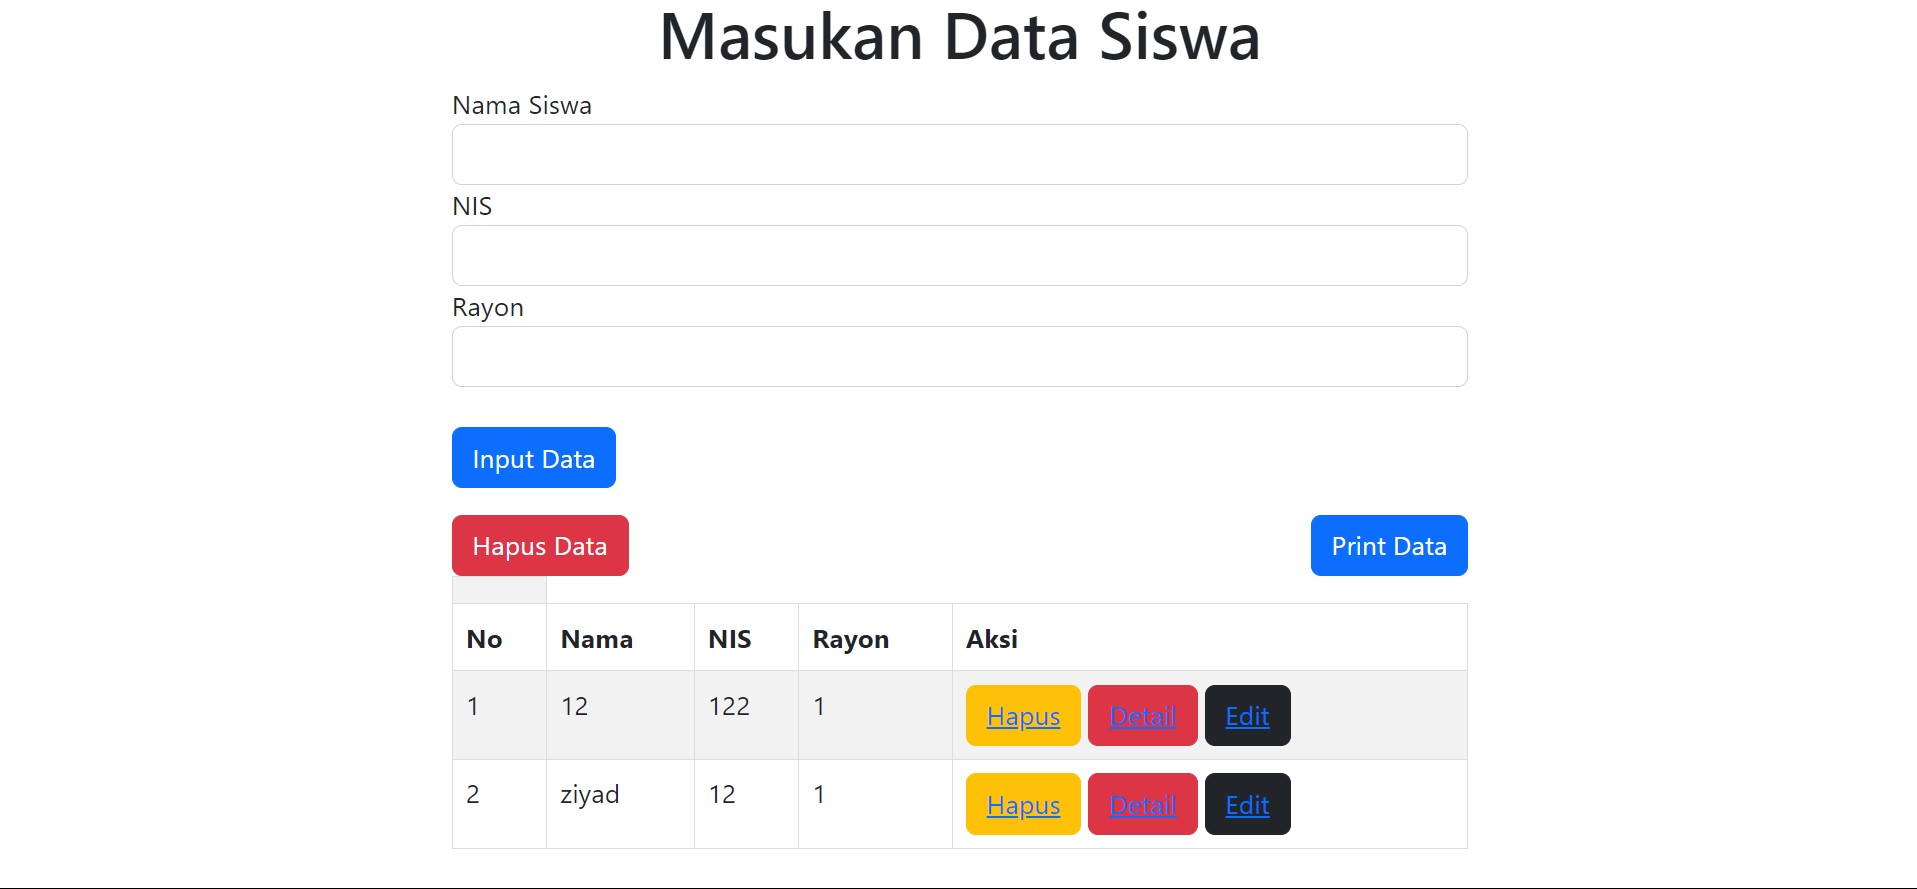 Masukan Data Siswa
Nama Siswa
NIS
Rayon
Input Data
Hapus Data Print Data
No Nama NIS Rayon Aksi
1 12 122 1 Hapus Detail Edit
2 ziyad 12 1 Hapus Detail Edit